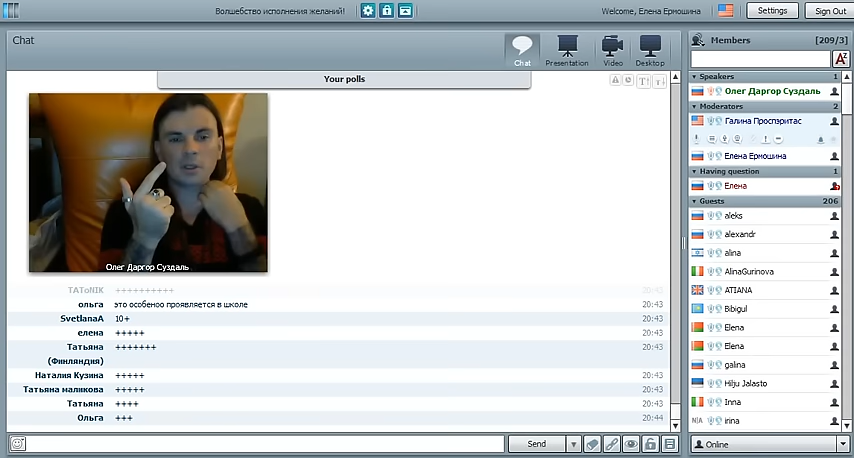 Волшебство исполнения желаний!
Welcome, Елена Ермошина
Settings
Sign Out
Chat
Chat
Presentation
Video
Desktop
Your polls
Олег Даргор Суздаль
TAToNIK ++++++++++ 20:43
ольга это особеноо проявляется в школе 20:43
SvetlanaA 10+ 20:43
елена +++++ 20:43
Татьяна +++++++ 20:43
(Финляндия)
Наталия Кузина +++++ 20:43
Татьяна маликова +++++ 20:43
Татьяна ++++ 20:43
Ольга +++ 20:44
Send
Members [209/3]
Speakers 1
Олег Даргор Суздаль
Moderators 2
Галина Просперитас
Елена Ермошина
Having question 1
Елена
Guests 206
aleks
alexandr
alina
AlinaGurinova
ATIANA
Bibigul
Elena
Elena
galina
Hilju Jalasto
Inna
N/A irina
Online